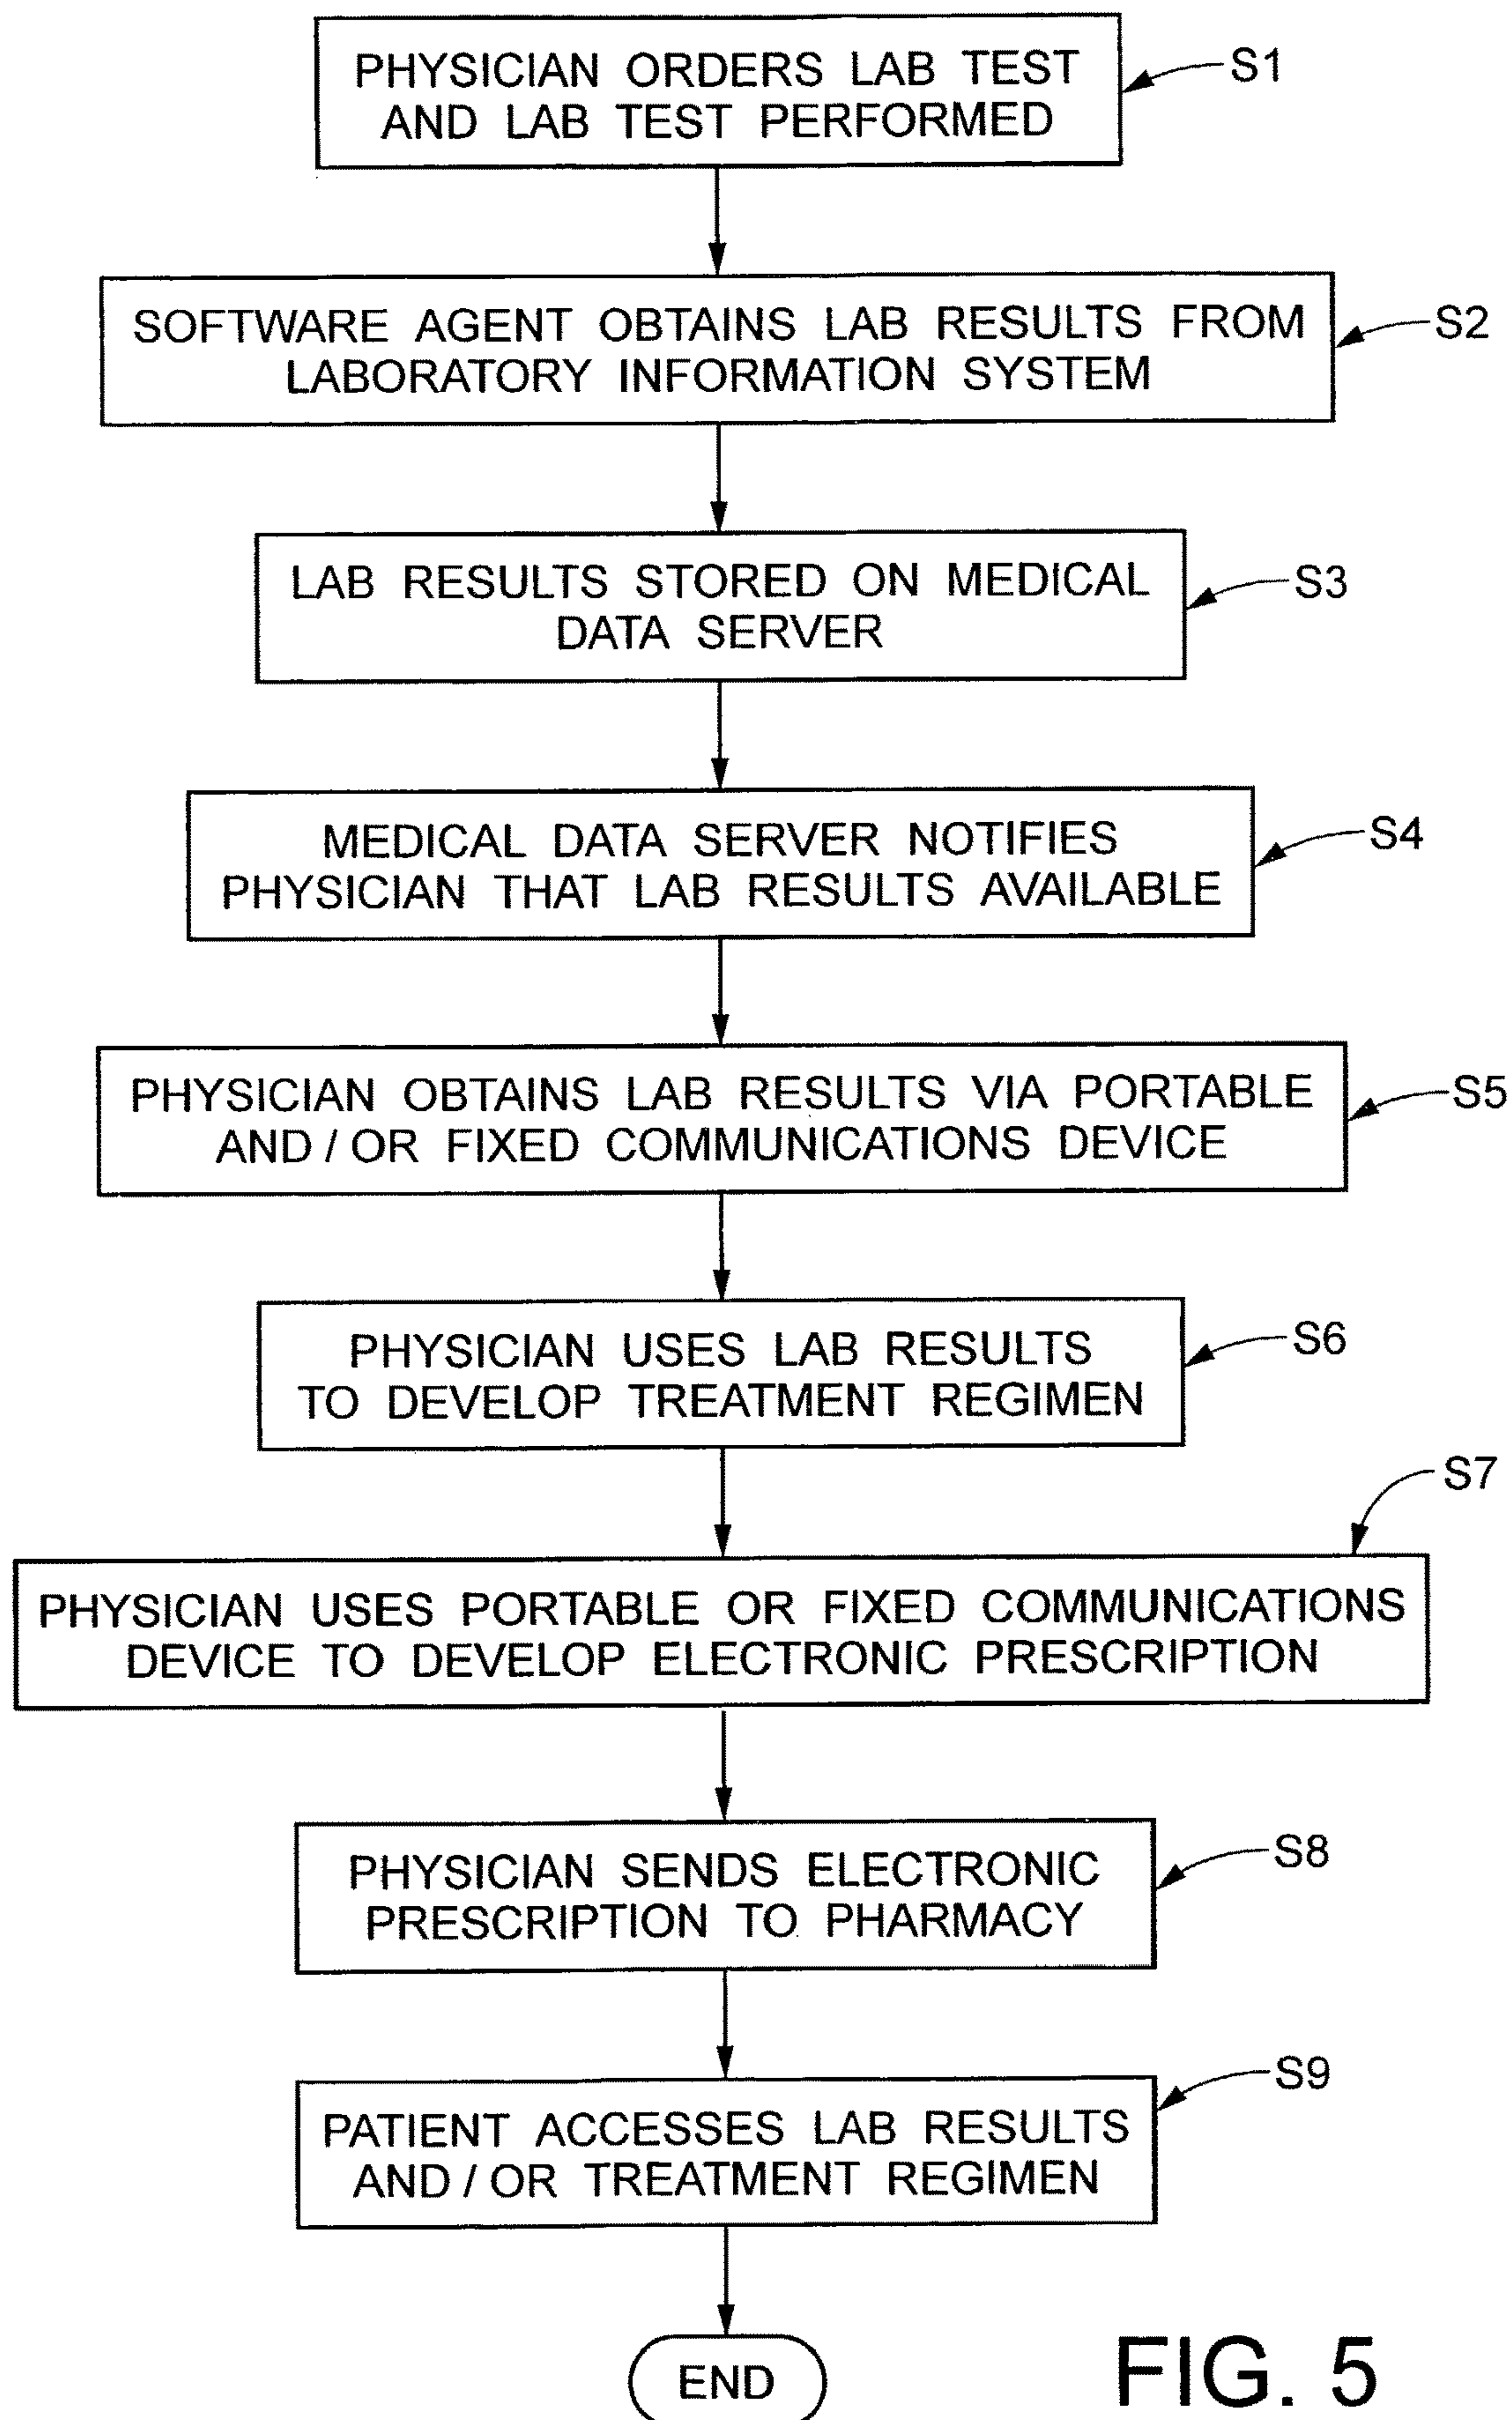 PHYSICIAN ORDERS LAB TEST
AND LAB TEST PERFORMED
S1
SOFTWARE AGENT OBTAINS LAB RESULTS FROM
LABORATORY INFORMATION SYSTEM
S2
LAB RESULTS STORED ON MEDICAL
DATA SERVER
S3
MEDICAL DATA SERVER NOTIFIES
PHYSICIAN THAT LAB RESULTS AVAILABLE
S4
PHYSICIAN OBTAINS LAB RESULTS VIA PORTABLE
AND / OR FIXED COMMUNICATIONS DEVICE
S5
PHYSICIAN USES LAB RESULTS
TO DEVELOP TREATMENT REGIMEN
S6
PHYSICIAN USES PORTABLE OR FIXED COMMUNICATIONS
DEVICE TO DEVELOP ELECTRONIC PRESCRIPTION
S7
PHYSICIAN SENDS ELECTRONIC
PRESCRIPTION TO PHARMACY
S8
PATIENT ACCESSES LAB RESULTS
AND / OR TREATMENT REGIMEN
S9
END
FIG. 5